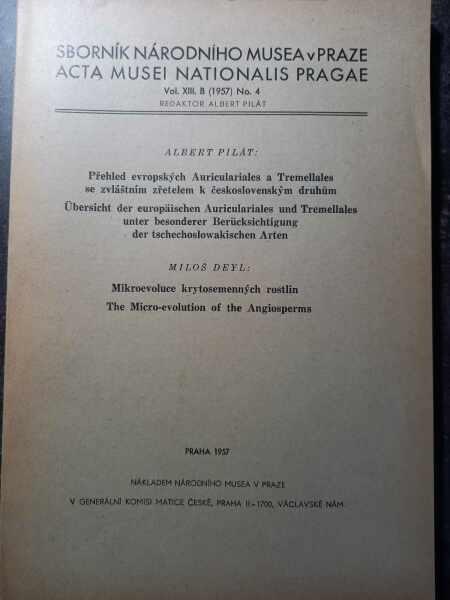 SBORNÍK NÁRODNÍHO MUSEA v PRAZE
ACTA MUSEI NATIONALIS PRAGAE
Vol. XIII. B (1957) No. 4
REDAKTOR ALBERT PILÁT
ALBERT PILÁT:
Přehled evropských Auriculariales a Tremellales
se zvláštním zřetelem k československým druhům
Übersicht der europäischen Auriculariales und Tremellales
unter besonderer Berücksichtigung
der tschechoslowakischen Arten
MILOŠ DEYL:
Mikroevoluce krytosemenných rostlin
The Micro-evolution of the Angiosperms
PRAHA 1957
NÁKLADEM NÁRODNÍHO MUSEA V PRAZE
V GENERÁLNÍ KOMISI MATICE ČESKÉ, PRAHA II-1700, VÁCLAVSKÉ NÁM.